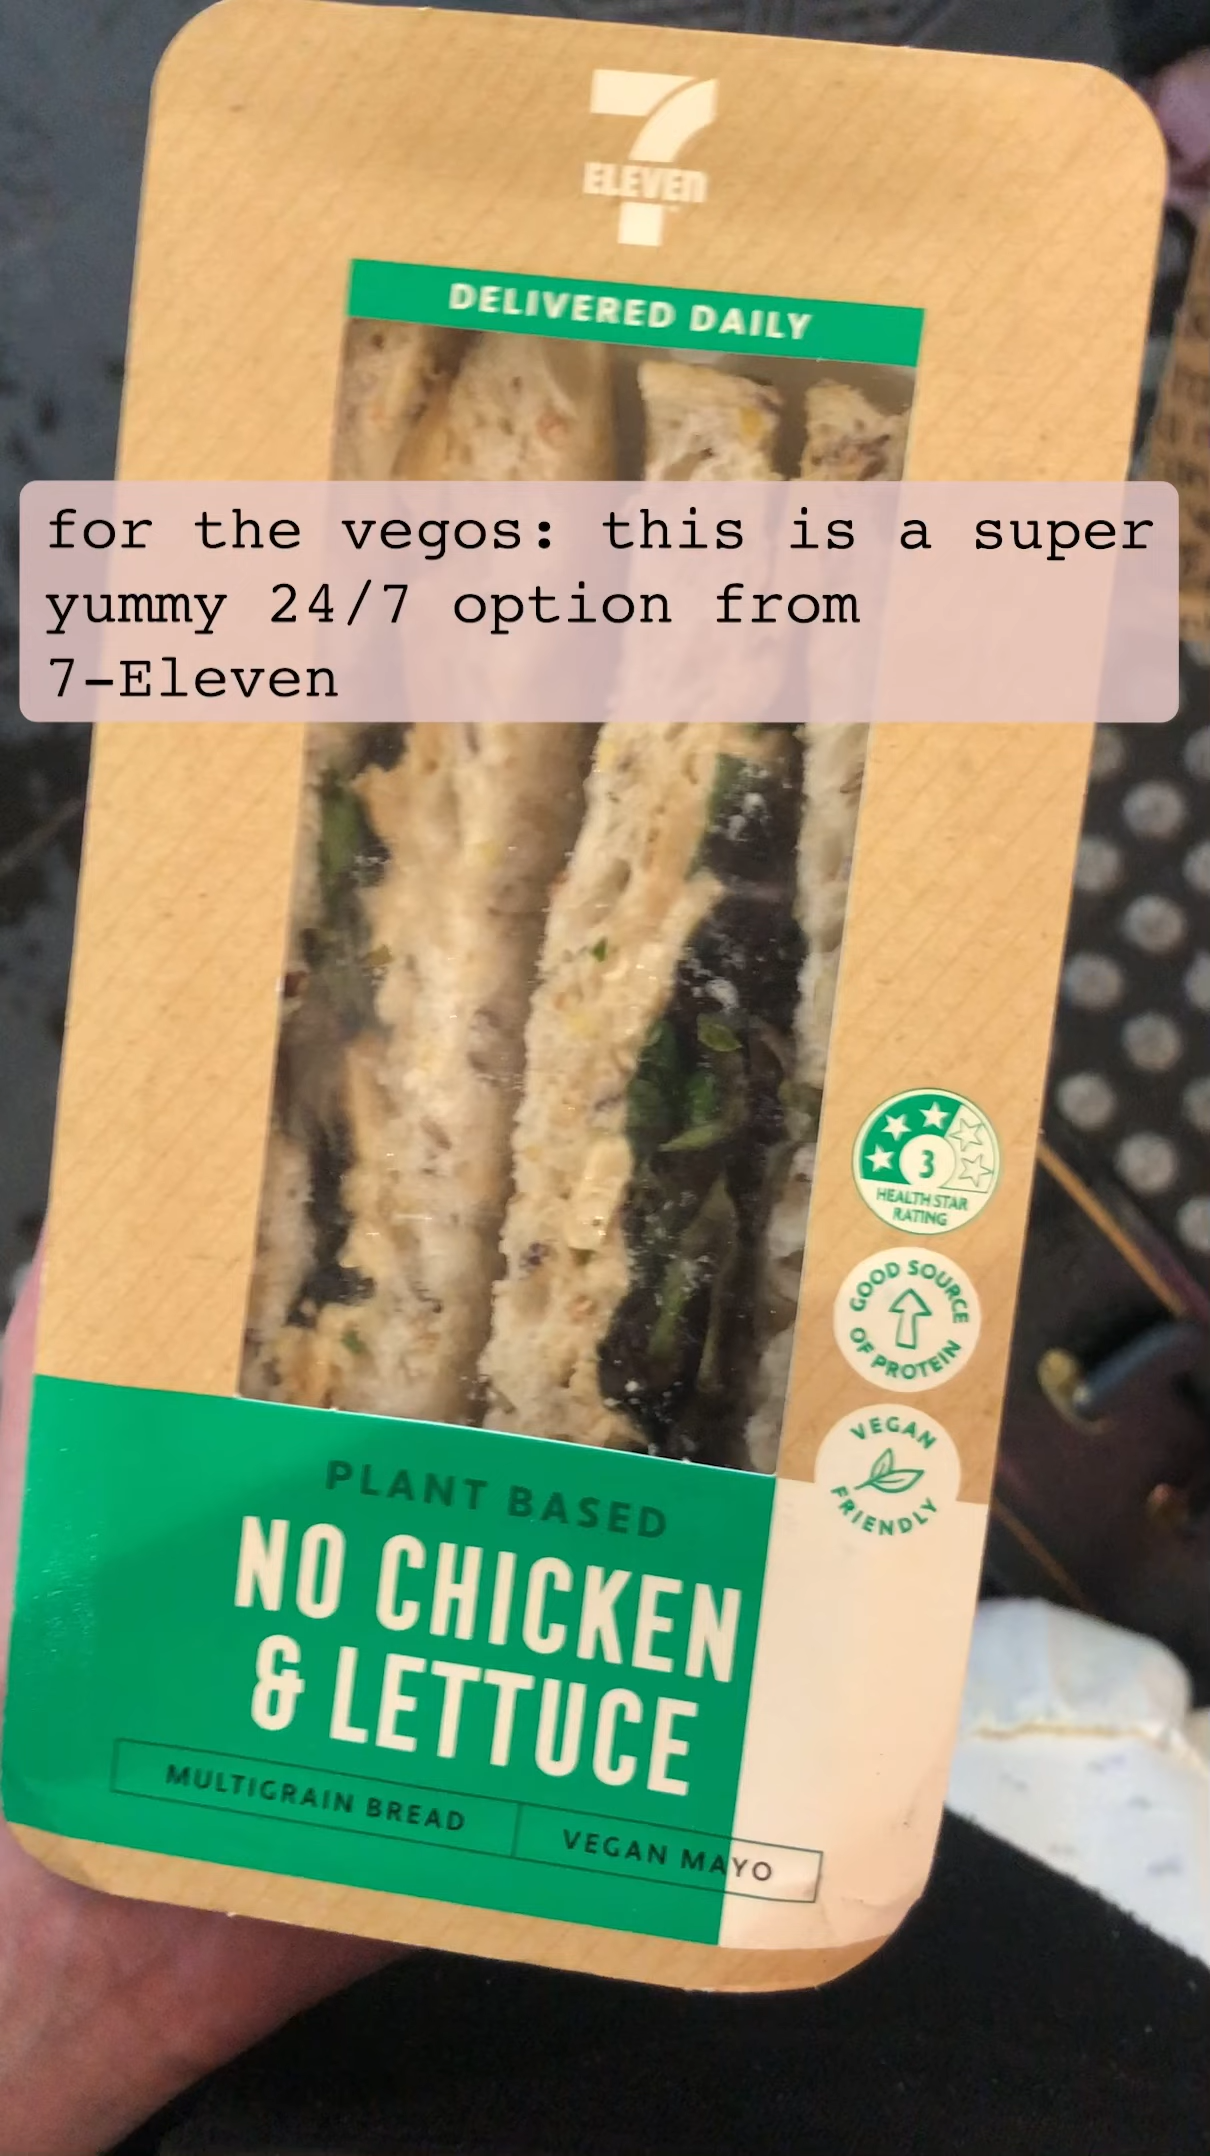 7
ELEVEN
DELIVERED DAILY
for the vegos: this is a super
yummy 24/7 option from
7-Eleven
3
HEALTH STAR
RATING
GOOD SOURCE
OF PROTEIN
VEGAN
FRIENDLY
PLANT BASED
NO CHICKEN
& LETTUCE
MULTIGRAIN BREAD
VEGAN MAYO